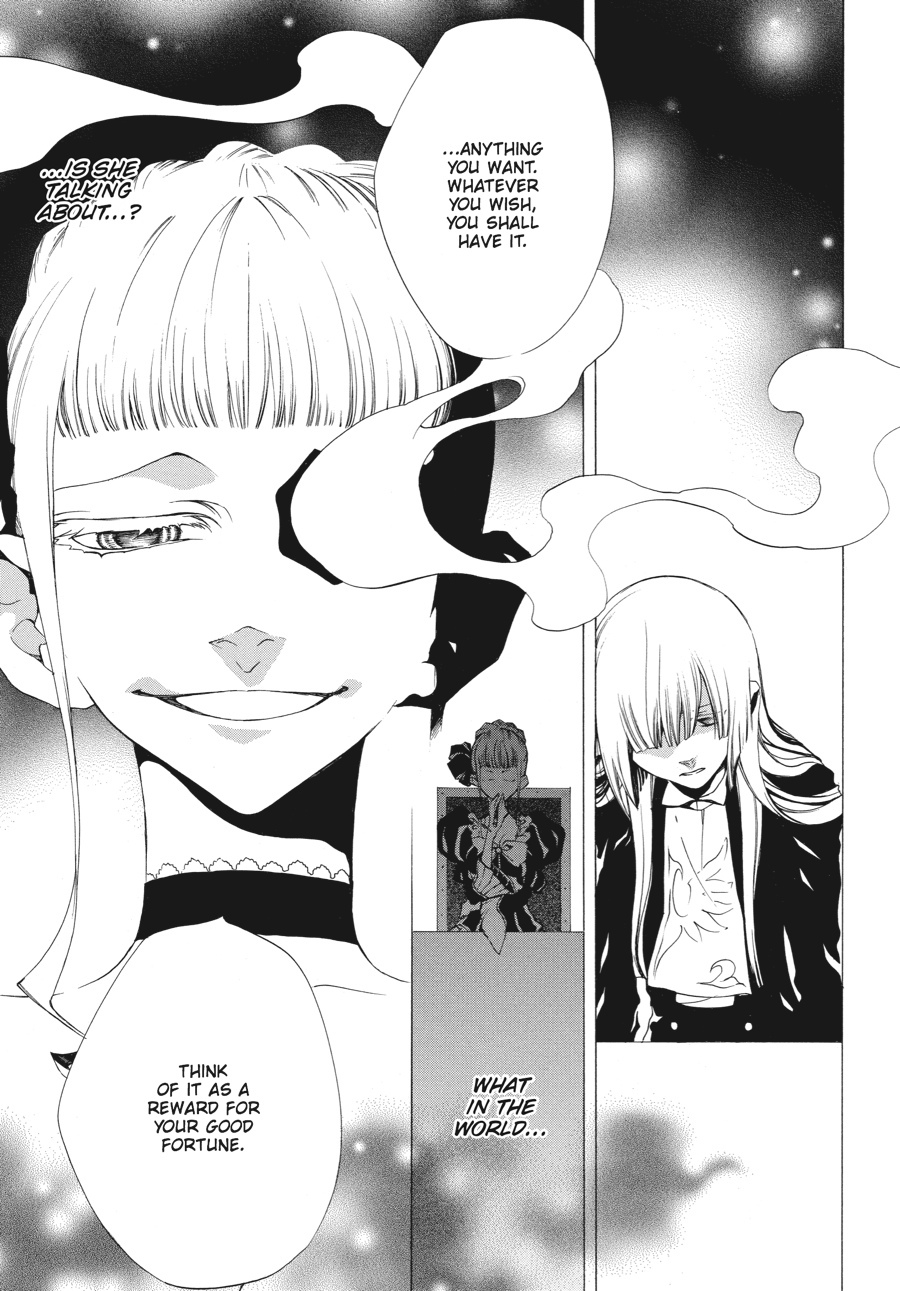 ...ANYTHING
YOU WANT.
WHATEVER
YOU WISH,
YOU SHALL
HAVE IT.
WHAT
IN THE
WORLD...
...IS SHE
TALKING
ABOUT...?
THINK
OF IT AS A
REWARD FOR
YOUR GOOD
FORTUNE.